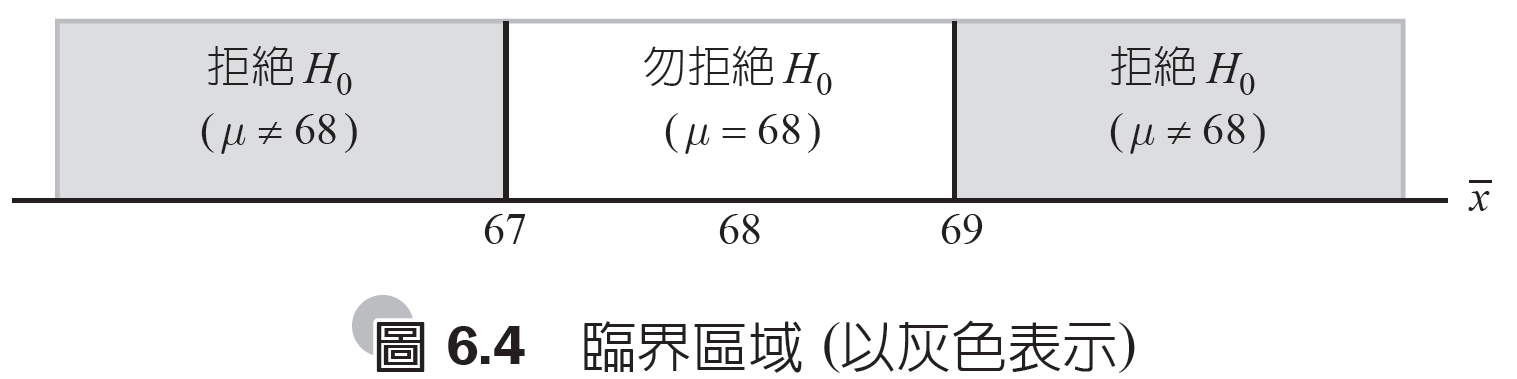 拒絕 H₀ 勿拒絕 H₀ 拒絕 H₀
(μ ≠ 68) (μ = 68) (μ ≠ 68)
x̄
67 68 69
圖 6.4 臨界區域 (以灰色表示)